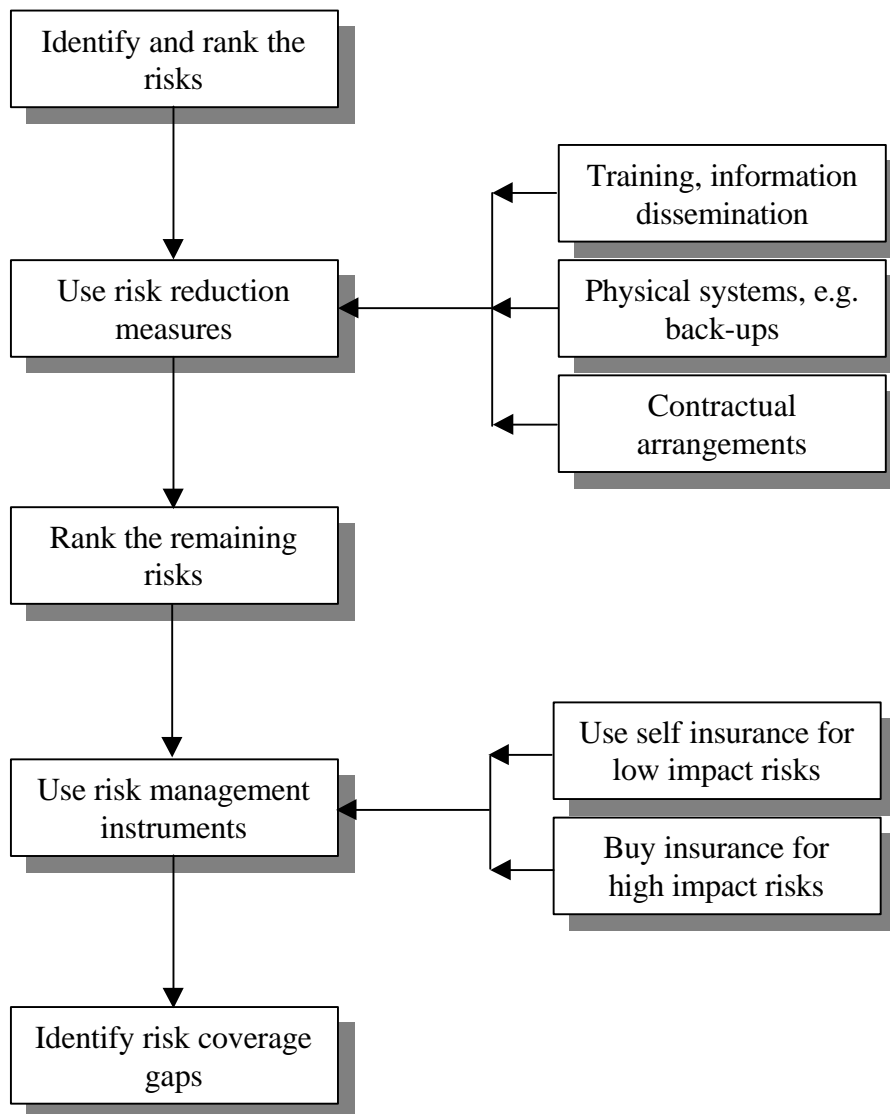 Identify and rank the
risks
Training, information
dissemination
Use risk reduction
measures
Physical systems, e.g.
back-ups
Contractual
arrangements
Rank the remaining
risks
Use self insurance for
low impact risks
Use risk management
instruments
Buy insurance for
high impact risks
Identify risk coverage
gaps